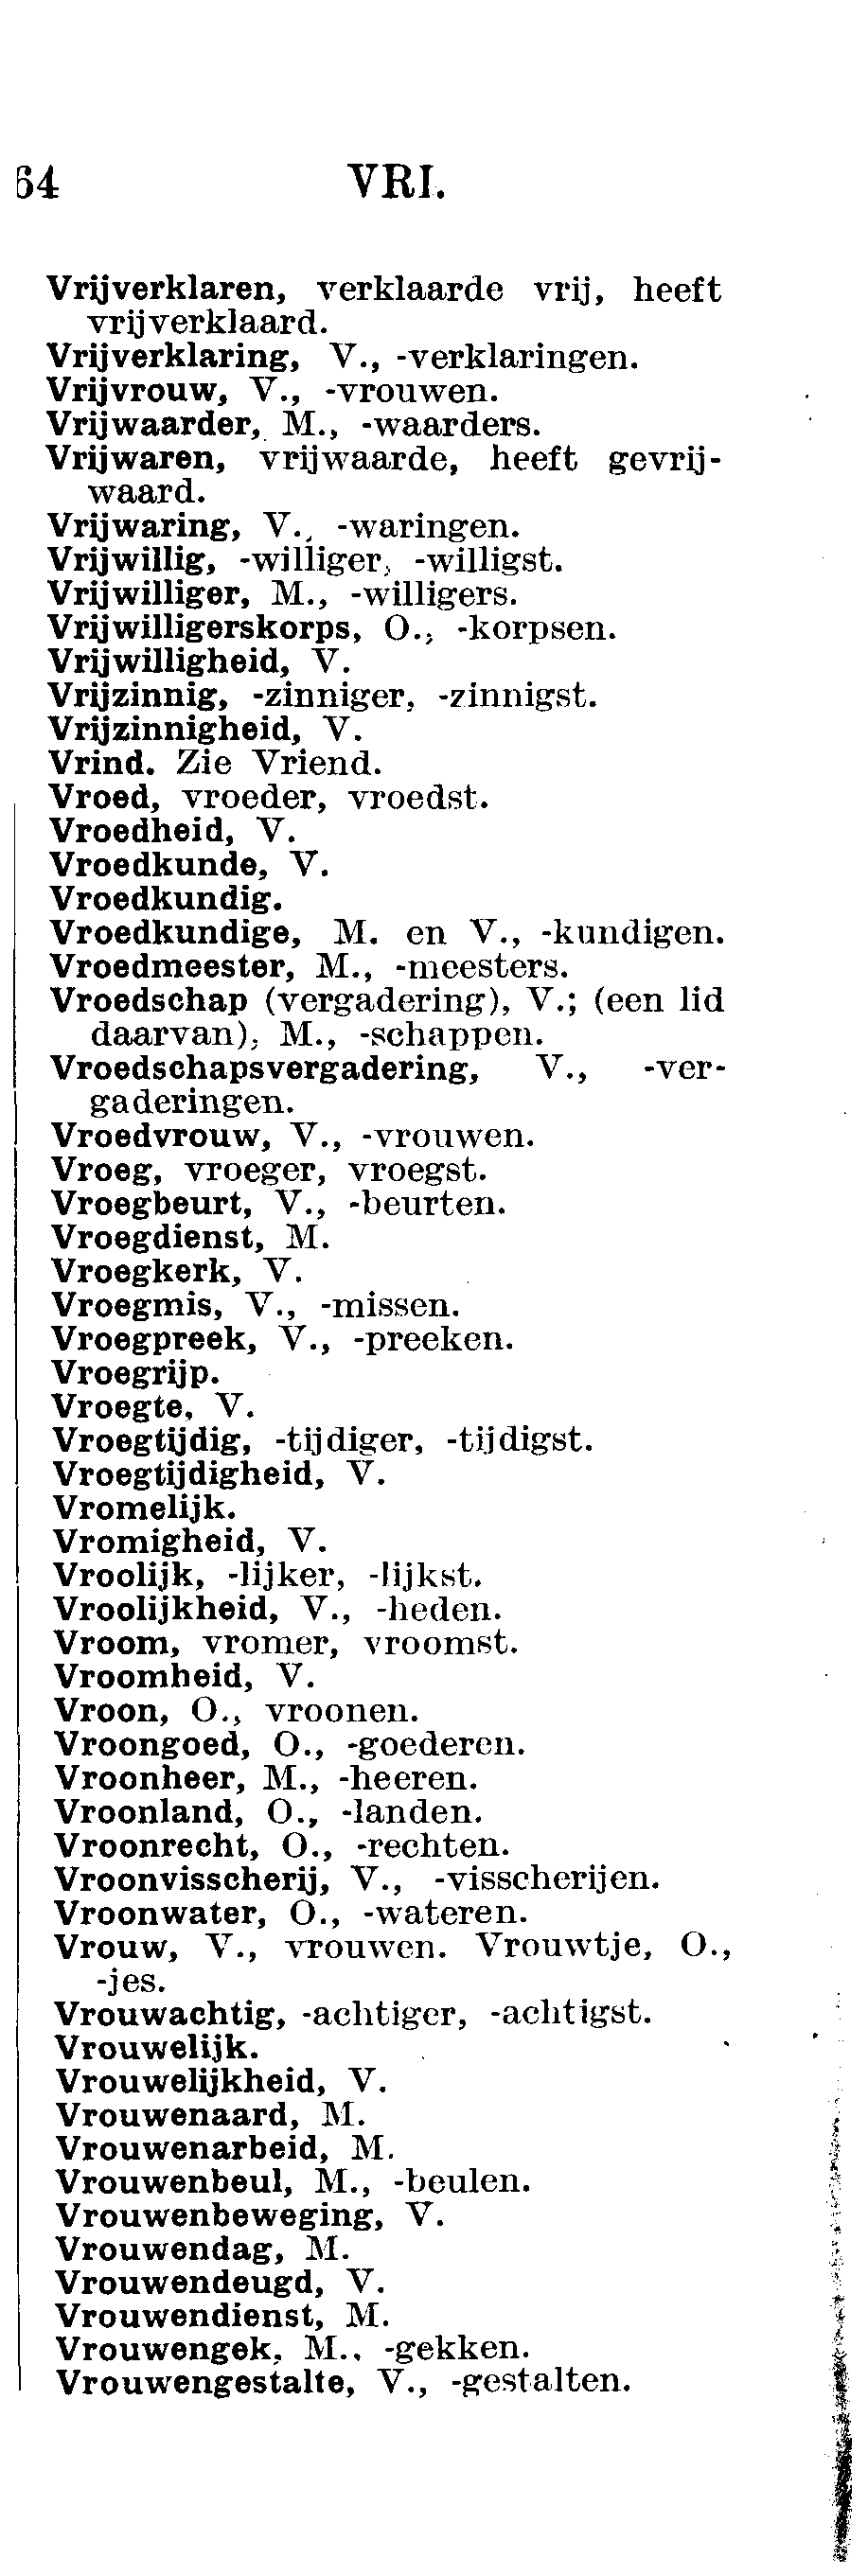 64
VRI.
Vrijverklaren, verklaarde vrij, heeft
vrijverklaard.
Vrijverklaring, V., -verklaringen.
Vrijvrouw, V., -vrouwen.
Vrijwaarder, M., -waarders.
Vrijwaren, vrijwaarde, heeft gevrij-
waard.
Vrijwaring, V., -waringen.
Vrijwillig, -williger, -willigst.
Vrijwilliger, M., -willigers.
Vrijwilligerskorps, O., -korpsen.
Vrijwilligheid, V.
Vrijzinnig, -zinniger, -zinnigst.
Vrijzinnigheid, V.
Vrind. Zie Vriend.
Vroed, vroeder, vroedst.
Vroedheid, V.
Vroedkunde, V.
Vroedkundig.
Vroedkundige, M. en V., -kundigen.
Vroedmeester, M., -meesters.
Vroedschap (vergadering), V.; (een lid
daarvan), M., -schappen.
Vroedschapsvergadering, V., -ver-
gaderingen.
Vroedvrouw, V., -vrouwen.
Vroeg, vroeger, vroegst.
Vroegbeurt, V., -beurten.
Vroegdienst, M.
Vroegkerk, V.
Vroegmis, V., -missen.
Vroegpreek, V., -preeken.
Vroegrijp.
Vroegte, V.
Vroegtijdig, -tijdiger, -tijdigst.
Vroegtijdigheid, V.
Vromelijk.
Vromigheid, V.
Vroolijk, -lijker, -lijkst.
Vroolijkheid, V., -heden.
Vroom, vromer, vroomst.
Vroomheid, V.
Vroon, O., vroonen.
Vroongoed, O., -goederen.
Vroonheer, M., -heeren.
Vroonland, O., -landen.
Vroonrecht, O., -rechten.
Vroonvisscherij, V., -visscherijen.
Vroonwater, O., -wateren.
Vrouw, V., vrouwen. Vrouwtje, O.,
-jes.
Vrouwachtig, -achtiger, -achtigst.
Vrouwelijk.
Vrouwelijkheid, V.
Vrouwenaard, M.
Vrouwenarbeid, M.
Vrouwenbeul, M., -beulen.
Vrouwenbeweging, V.
Vrouwendag, M.
Vrouwendeugd, V.
Vrouwendienst, M.
Vrouwengek, M., -gekken.
Vrouwengestalte, V., -gestalten.